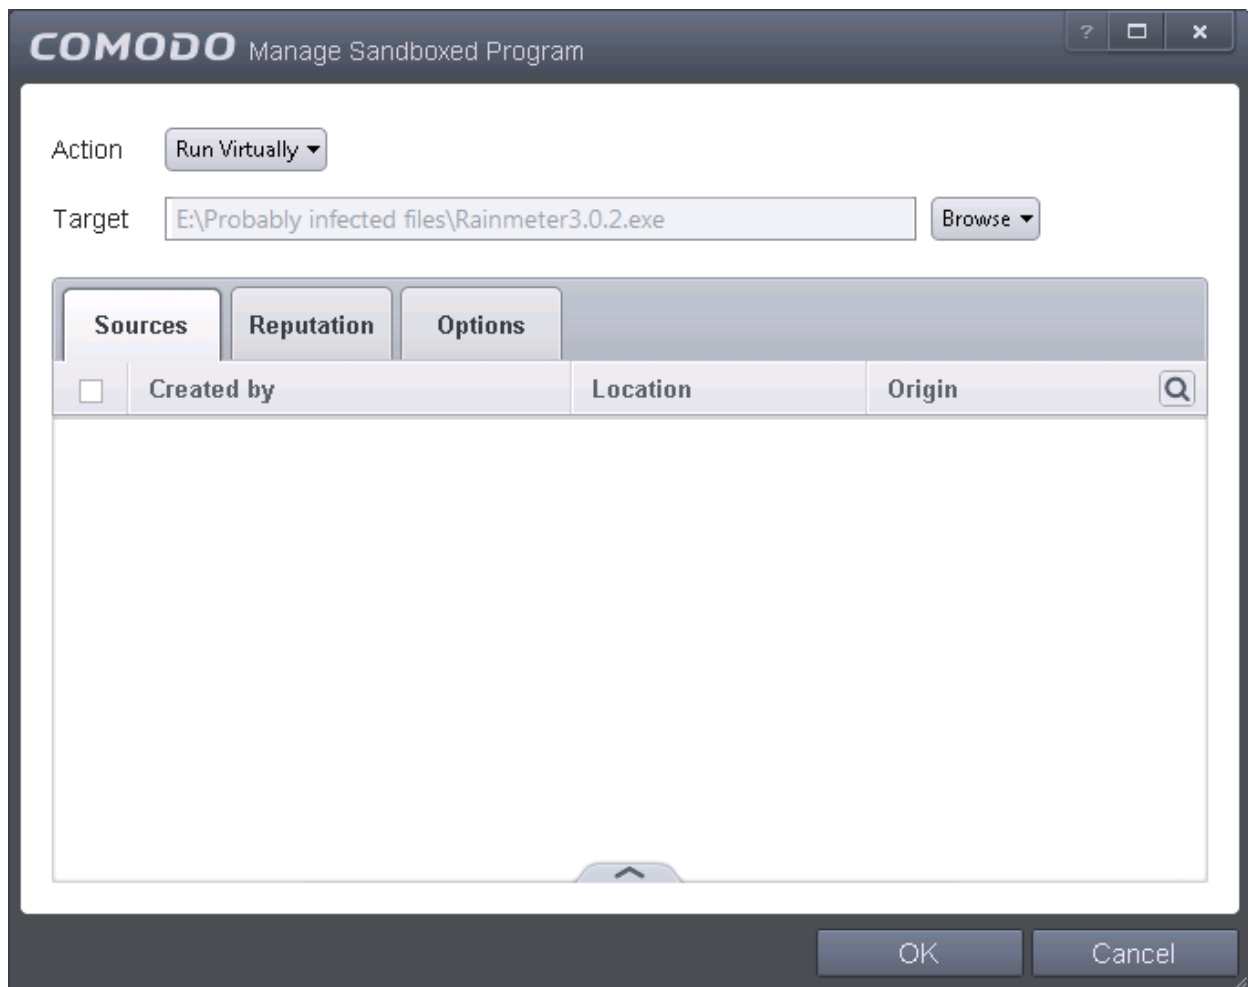 COMODO Manage Sandboxed Program ?
Action Run Virtually
Target E:\Probably infected files\Rainmeter3.0.2.exe Browse
Sources Reputation Options
Created by Location Origin
OK Cancel